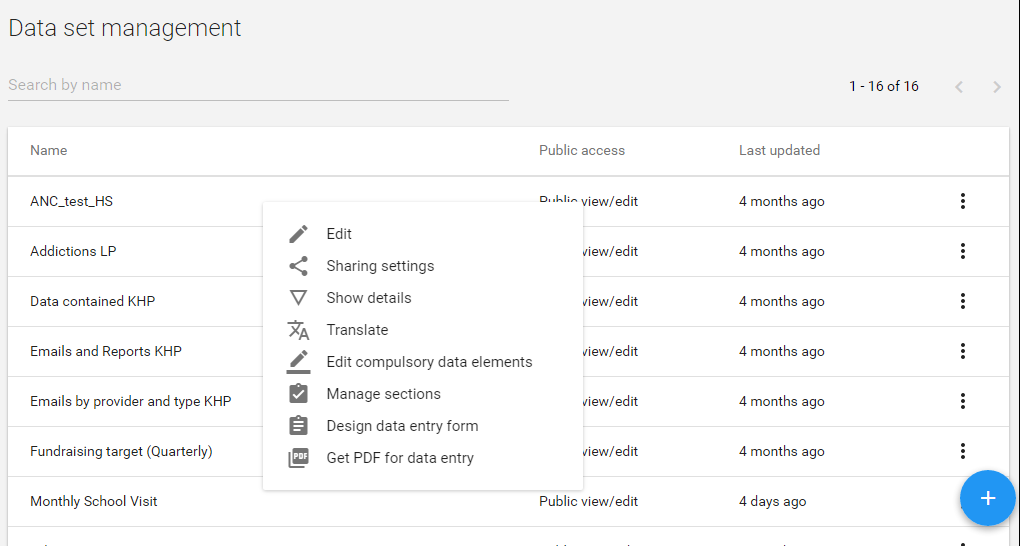 Data set management
Search by name
1 - 16 of 16
Name Public access Last updated
ANC_test_HS Public view/edit 4 months ago
Addictions LP view/edit 4 months ago
Data contained KHP view/edit 4 months ago
Emails and Reports KHP view/edit 4 months ago
Emails by provider and type KHP view/edit 4 months ago
Fundraising target (Quarterly) view/edit 4 months ago
Monthly School Visit Public view/edit 4 days ago
Edit
Sharing settings
Show details
Translate
Edit compulsory data elements
Manage sections
Design data entry form
PDF Get PDF for data entry